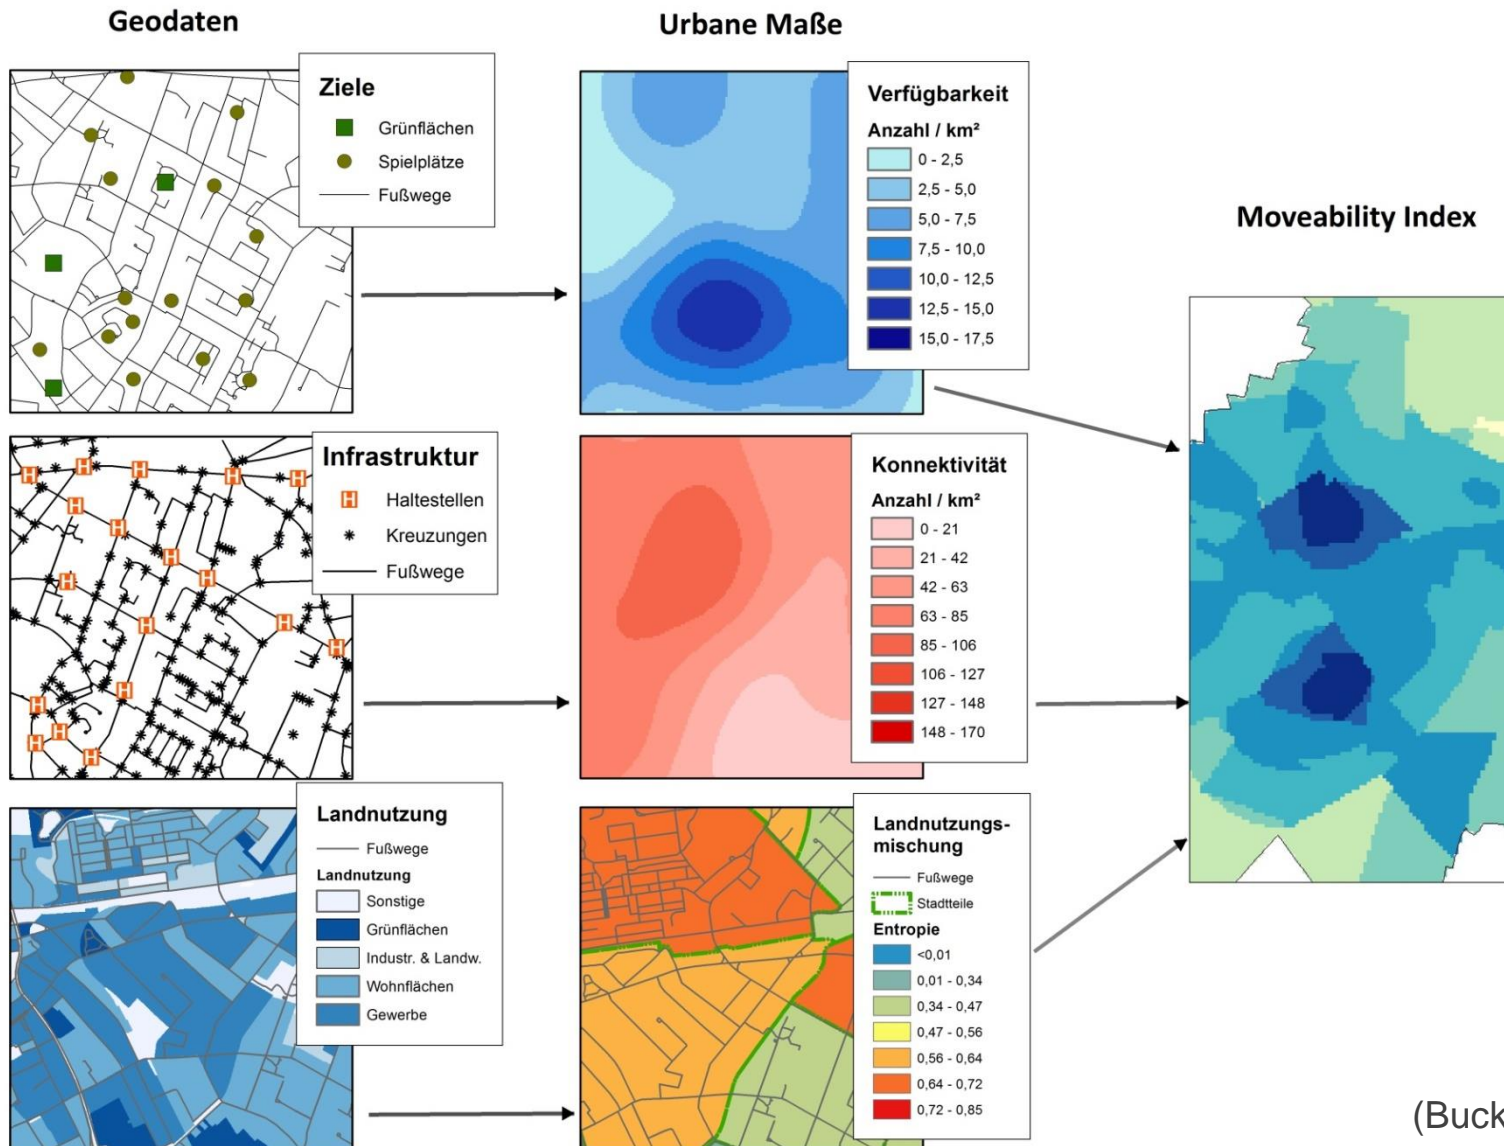 Geodaten
Urbane Maße
Moveability Index
Ziele
Grünflächen
Spielplätze
Fußwege
Verfügbarkeit
Anzahl / km²
0 - 2,5
2,5 - 5,0
5,0 - 7,5
7,5 - 10,0
10,0 - 12,5
12,5 - 15,0
15,0 - 17,5
Infrastruktur
H Haltestellen
Kreuzungen
Fußwege
Konnektivität
Anzahl / km²
0 - 21
21 - 42
42 - 63
63 - 85
85 - 106
106 - 127
127 - 148
148 - 170
Landnutzung
Fußwege
Landnutzung
Sonstige
Grünflächen
Industr. & Landw.
Wohnflächen
Gewerbe
Landnutzungs-
mischung
Fußwege
Stadtteile
Entropie
<0,01
0,01 - 0,34
0,34 - 0,47
0,47 - 0,56
0,56 - 0,64
0,64 - 0,72
0,72 - 0,85
(Buck